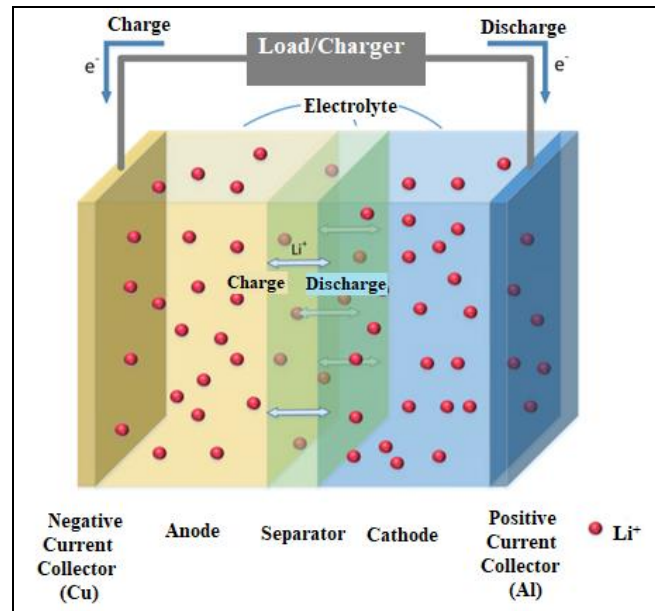 Charge
Discharge
Load/Charger
e-
e-
Electrolyte
Li+
Charge
Discharge
Negative
Current
Collector
(Cu)
Anode
Separator
Cathode
Positive
Current
Collector
(Al)
Li+